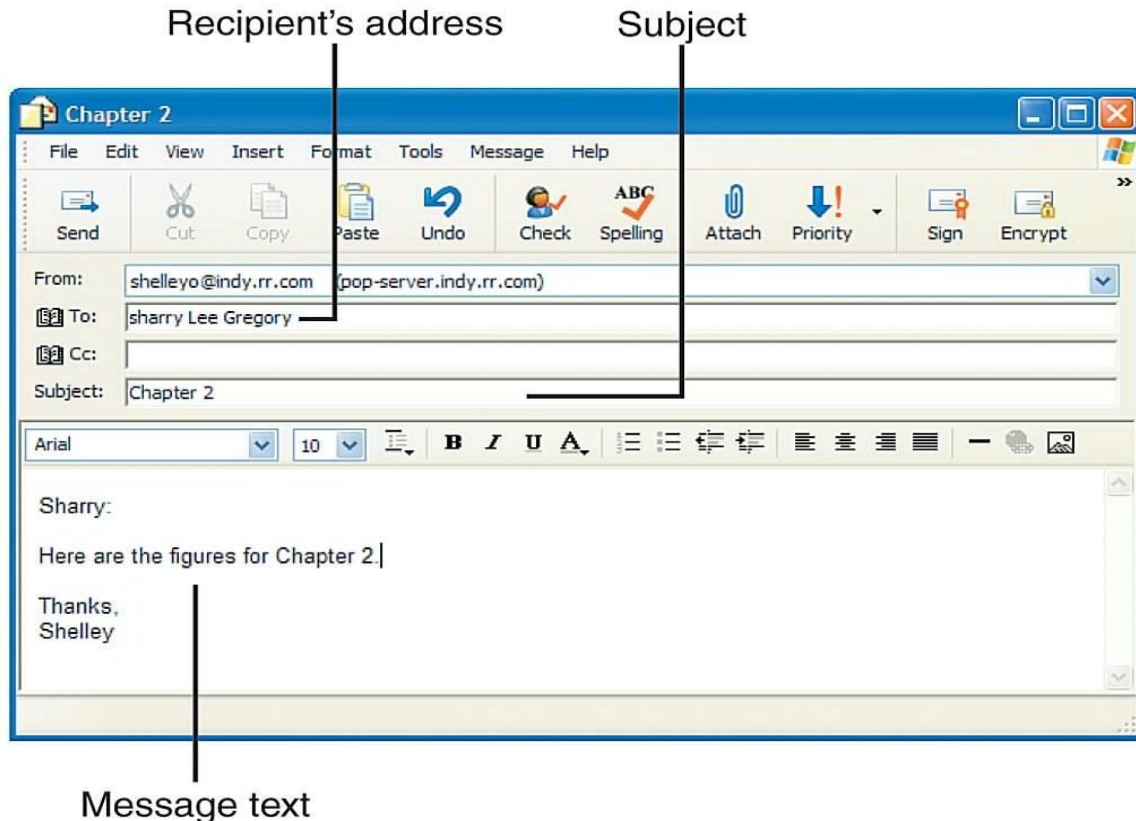 Recipient's address Subject
Chapter 2
File Edit View Insert Format Tools Message Help
Send Cut Copy Paste Undo Check ABC Spelling Attach Priority Sign Encrypt
From: shelleyo@indy.rr.com (pop-server.indy.rr.com)
To: sharry Lee Gregory
Cc:
Subject: Chapter 2
Arial 10 B I U A
Sharry:
Here are the figures for Chapter 2.
Thanks,
Shelley
Message text